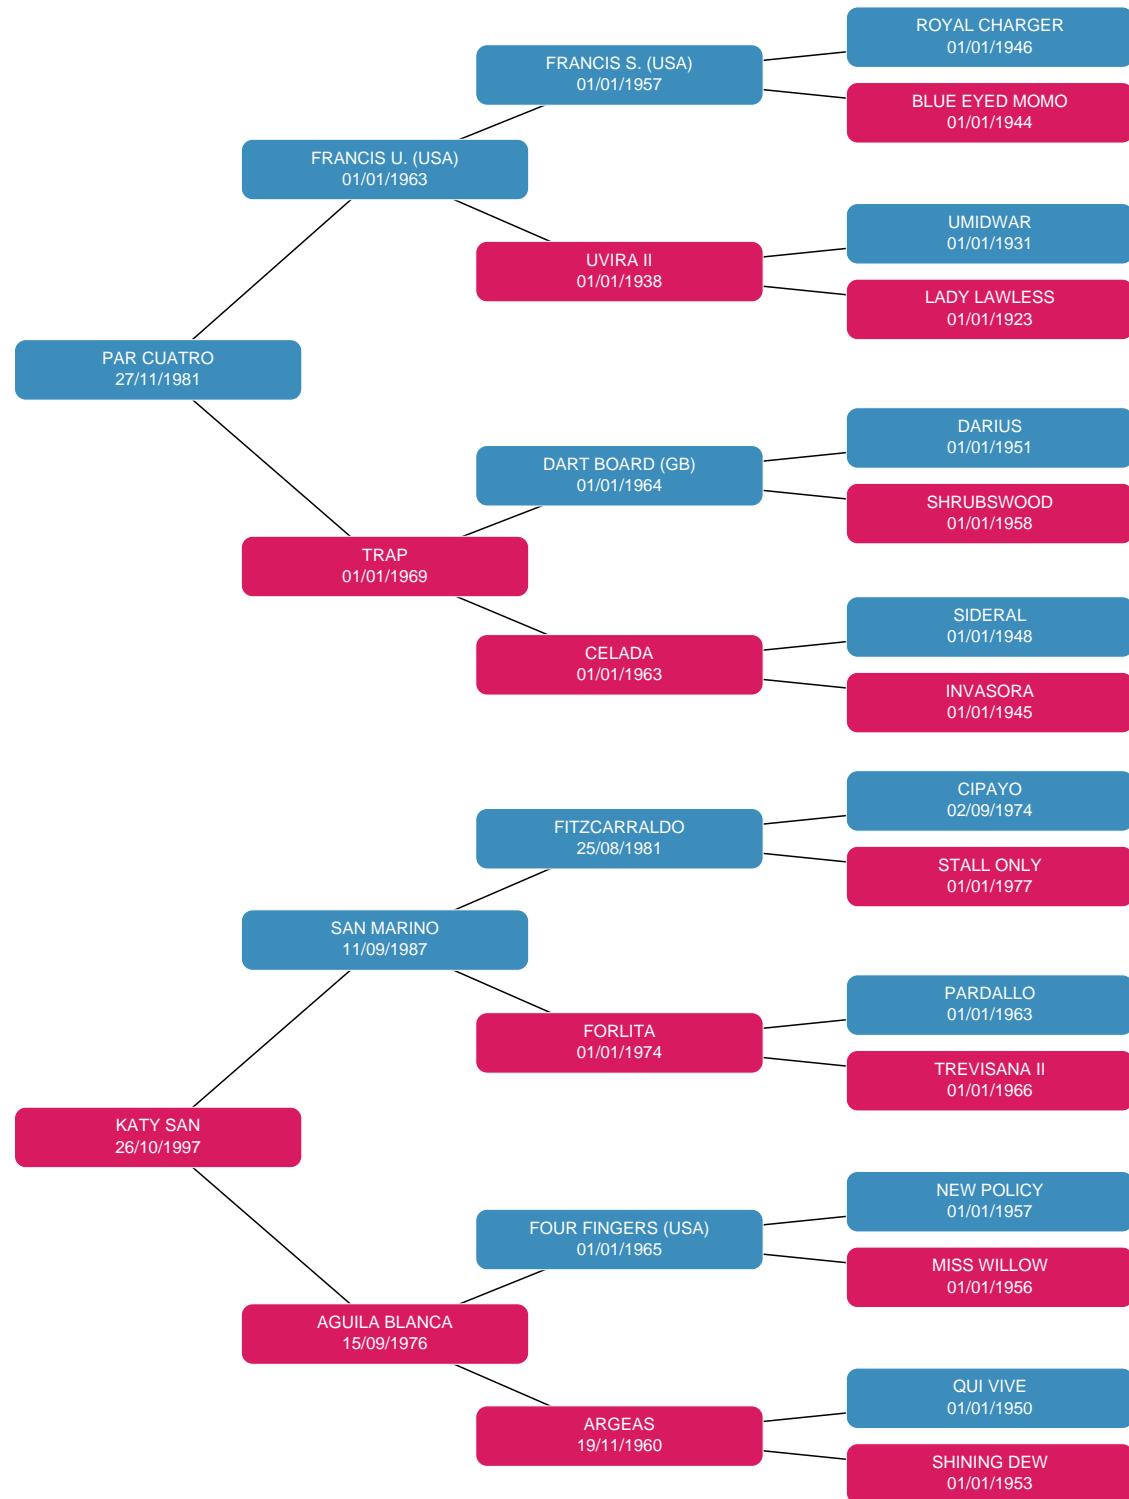 ROYAL CHARGER
01/01/1946
FRANCIS S. (USA)
01/01/1957
BLUE EYED MOMO
01/01/1944
FRANCIS U. (USA)
01/01/1963
UMIDWAR
01/01/1931
UVIRA II
01/01/1938
LADY LAWLESS
01/01/1923
PAR CUATRO
27/11/1981
DARIUS
01/01/1951
DART BOARD (GB)
01/01/1964
SHRUBSWOOD
01/01/1958
TRAP
01/01/1969
SIDERAL
01/01/1948
CELADA
01/01/1963
INVASORA
01/01/1945
CIPAYO
02/09/1974
FITZCARRALDO
25/08/1981
STALL ONLY
01/01/1977
SAN MARINO
11/09/1987
PARDALLO
01/01/1963
FORLITA
01/01/1974
TREVISANA II
01/01/1966
KATY SAN
26/10/1997
NEW POLICY
01/01/1957
FOUR FINGERS (USA)
01/01/1965
MISS WILLOW
01/01/1956
AGUILA BLANCA
15/09/1976
QUI VIVE
01/01/1950
ARGEAS
19/11/1960
SHINING DEW
01/01/1953